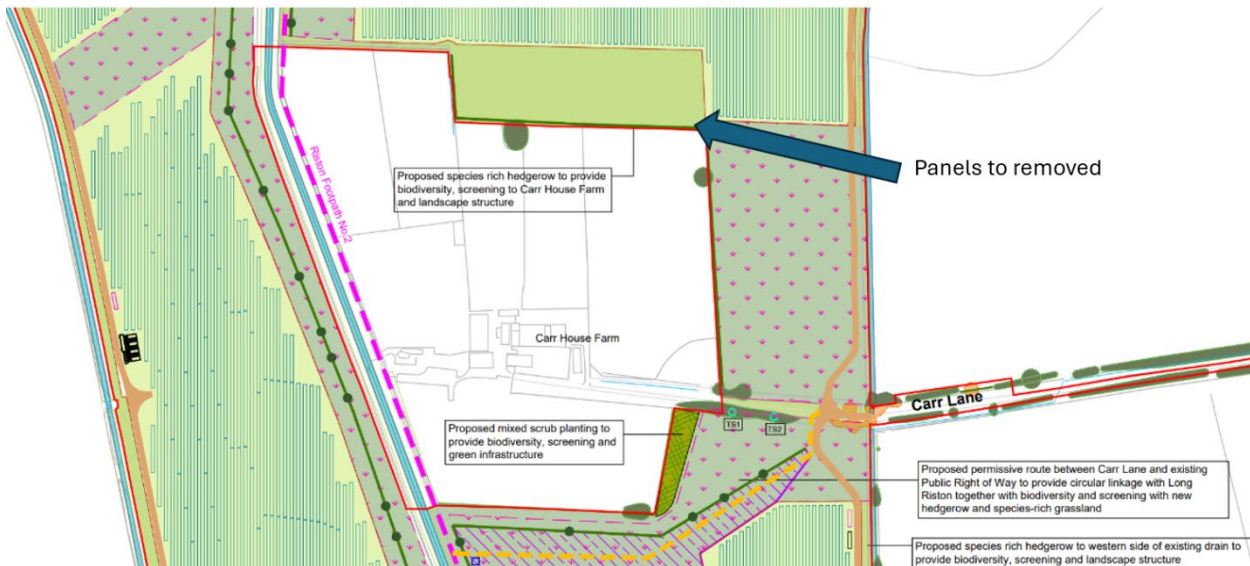 Panels to removed
Proposed species rich hedgerow to provide
biodiversity, screening to Carr House Farm
and landscape structure
Riston Footpath No.2
Carr House Farm
Carr Lane
TS1
TS2
Proposed mixed scrub planting to
provide biodiversity, screening and
green infrastructure
Proposed permissive route between Carr Lane and existing
Public Right of Way to provide circular linkage with Long
Riston together with biodiversity and screening with new
hedgerow and species-rich grassland
Proposed species rich hedgerow to western side of existing drain to
provide biodiversity, screening and landscape structure